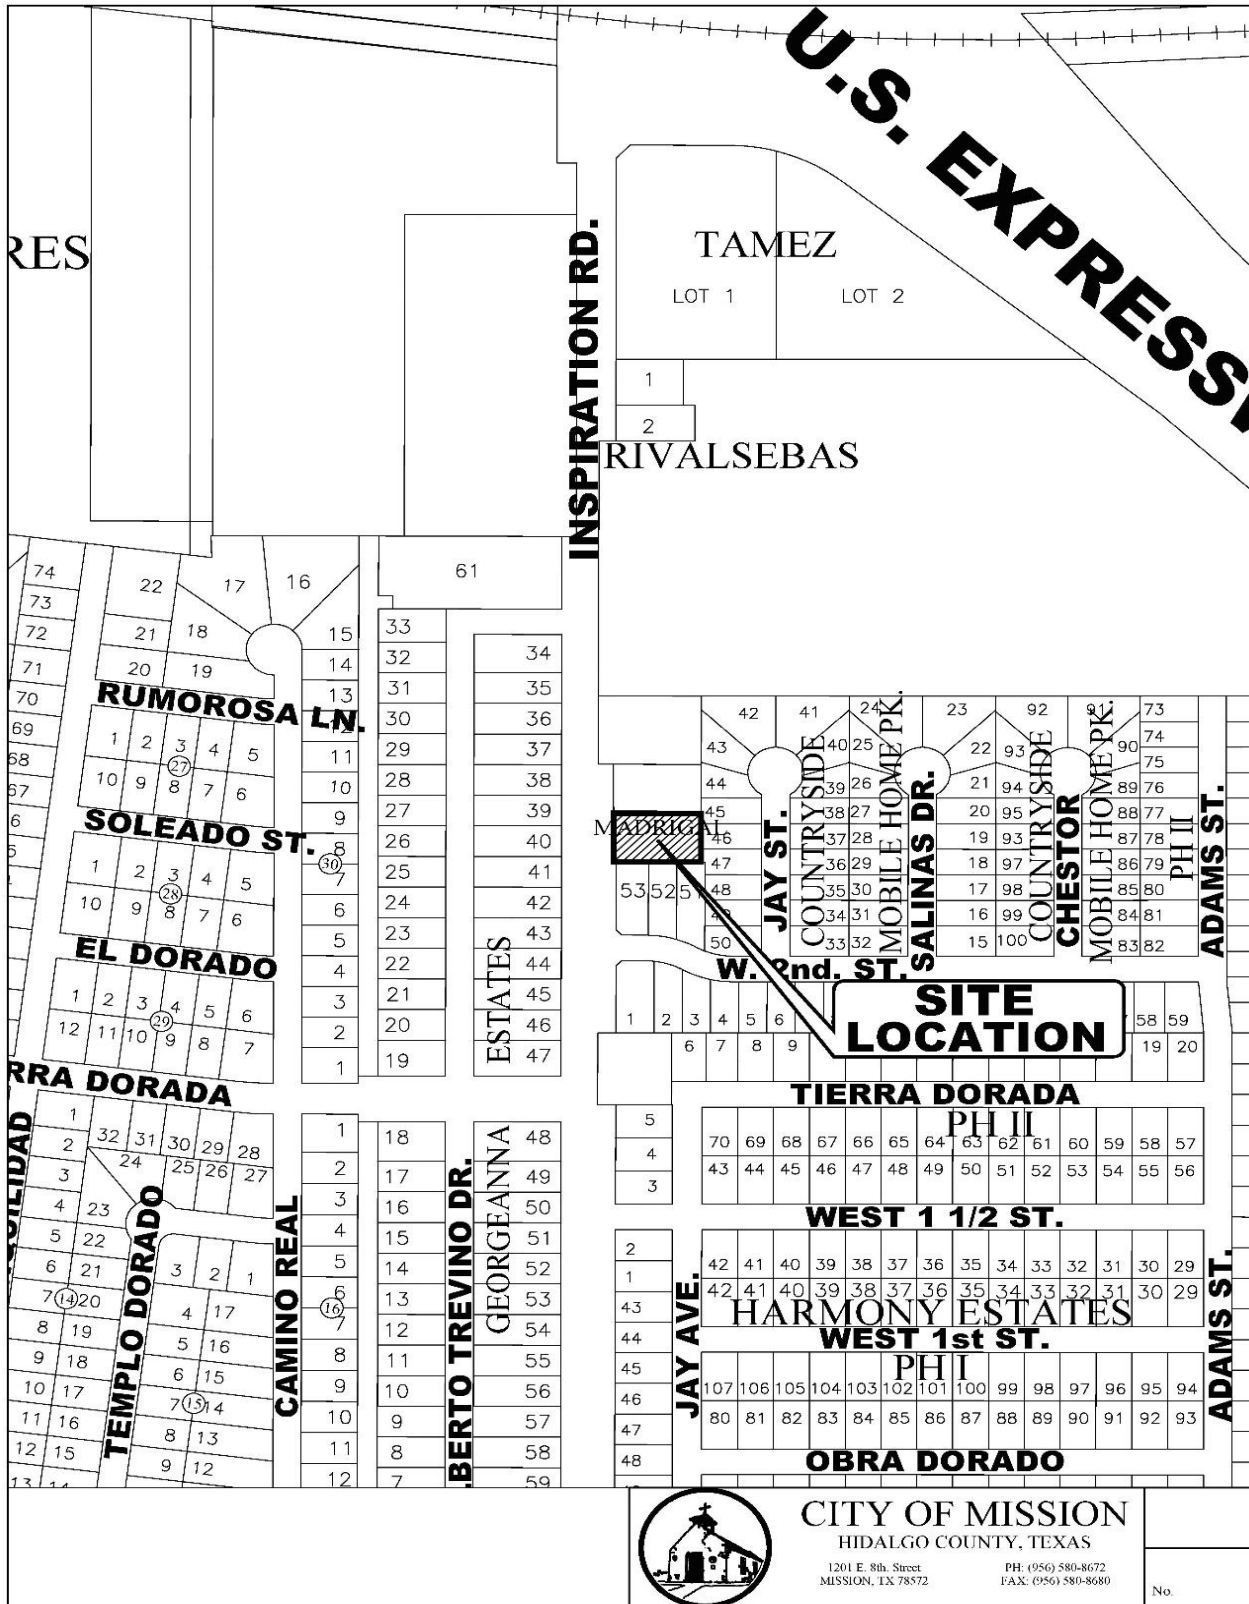 U.S. EXPRESSW
RES
TAMEZ
LOT 1
LOT 2
INSPIRATION RD.
1
2
RIVALSEBAS
61
74
73
72
71
70
69
68
67
22
17
16
21
18
20
19
15
14
13
12
11
10
9
8
7
6
5
4
3
2
1
30
RUMOROSA LN.
1 2 3 4 5
27
10 9 8 7 6
SOLEADO ST.
1 2 3 4 5
28
10 9 8 7 6
EL DORADO
1 2 3 4 5 6
29
12 11 10 9 8 7
RRA DORADA
33
32
31
30
29
28
27
26
25
24
23
22
21
20
19
34
35
36
37
38
39
40
41
42
43
44
45
46
47
ESTATES
42 41 24 23 92 91 73
43 40 25 22 93 90 74
75
44 39 26 21 94 89 76
45 38 27 20 95 88 77
46 37 28 19 93 87 78
47 36 29 18 97 86 79
48 35 30 17 98 85 80
49 34 31 16 99 84 81
50 33 32 15 100 83 82
MADRIGAL
53 52 51
JAY ST.
COUNTRYSIDE
MOBILE HOME PK.
SALINAS DR.
COUNTRYSIDE
CHESTOR
MOBILE HOME PK.
PH II
ADAMS ST.
W. 2nd. ST.
SITE
LOCATION
1 2 3 4 5 6 58 59
6 7 8 9 19 20
TIERRA DORADA
PH II
5
4
3
70 69 68 67 66 65 64 63 62 61 60 59 58 57
43 44 45 46 47 48 49 50 51 52 53 54 55 56
WEST 1 1/2 ST.
2
1
43
44
45
46
47
48
42 41 40 39 38 37 36 35 34 33 32 31 30 29
42 41 40 39 38 37 36 35 34 33 32 31 30 29
HARMONY ESTATES
WEST 1st ST.
PH I
107 106 105 104 103 102 101 100 99 98 97 96 95 94
80 81 82 83 84 85 86 87 88 89 90 91 92 93
OBRA DORADO
JAY AVE.
ADAMS ST.
QUILIDAD
1
2
3
4
5
6
7
8
9
10
11
12
13
14
32 31 30 29 28
24 25 26 27
23
22
21
20
19
18
17
16
15
14
TEMPLO DORADO
3 2 1
4 17
5 16
6 15
7 14
15
8 13
9 12
CAMINO REAL
1
2
3
4
5
6
16
7
8
9
10
11
12
18
17
16
15
14
13
12
11
10
9
8
7
BERTO TREVINO DR.
GEORGEANNA
48
49
50
51
52
53
54
55
56
57
58
59
CITY OF MISSION
HIDALGO COUNTY, TEXAS
1201 E. 8th. Street PH: (956) 580-8672
MISSION, TX 78572 FAX: (956) 580-8680
No.